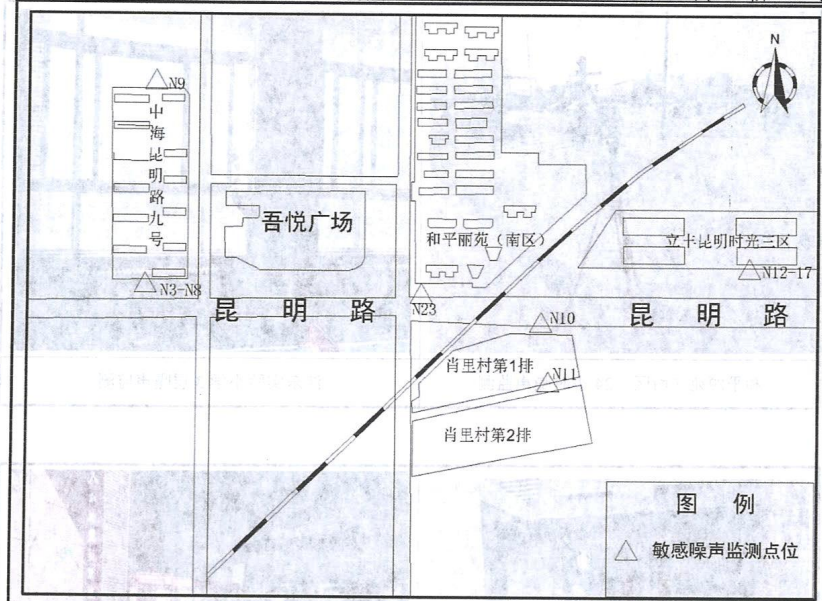 N
N9
中海昆明路九号
吾悦广场
和平丽苑（南区）
立丰昆明时光三区
N3-N8
N12-17
昆明路
N23
N10
昆明路
肖里村第1排
N11
肖里村第2排
图例
敏感噪声监测点位